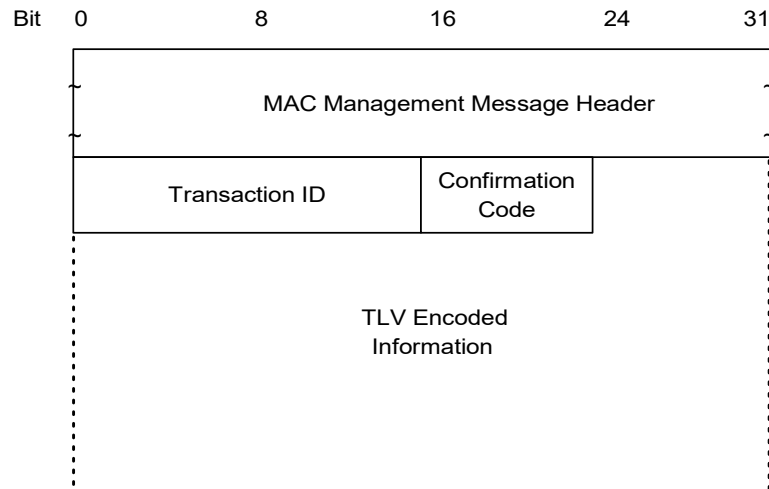 Bit 0 8 16 24 31
MAC Management Message Header
Transaction ID
Confirmation
Code
TLV Encoded
Information